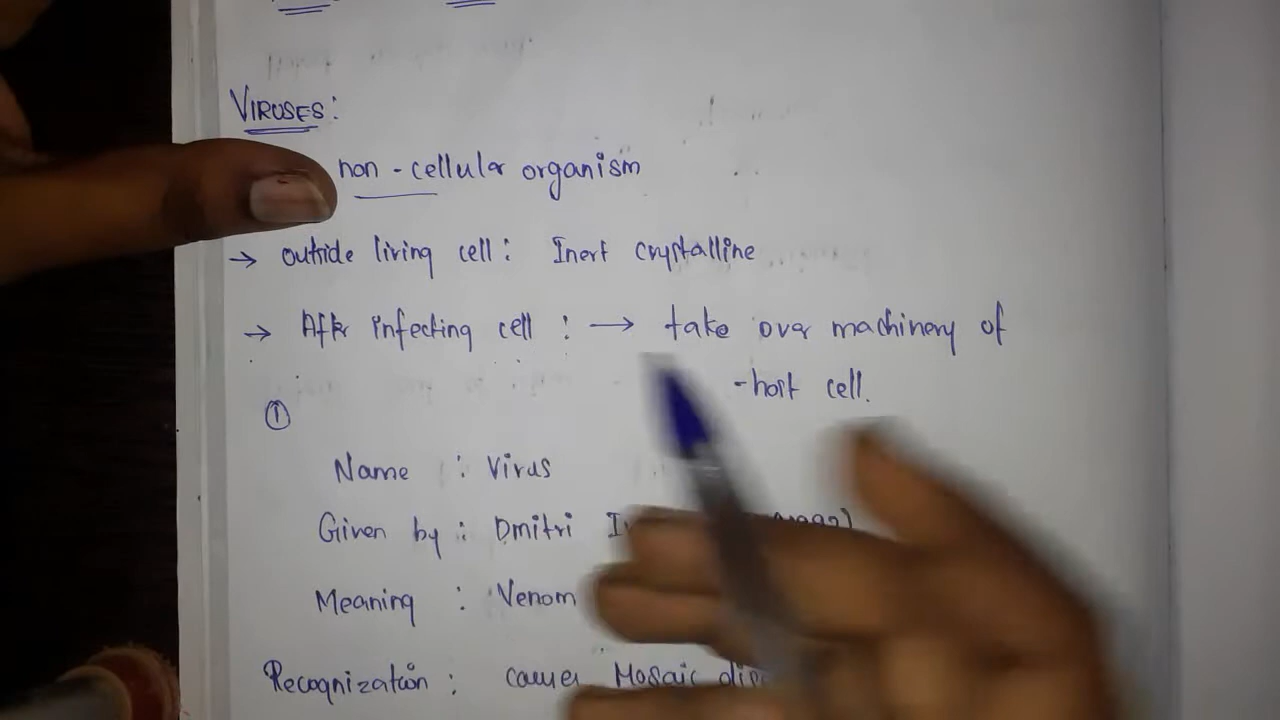 VIRUSES:
non-cellular organism
→ outside living cell: Inert crystalline
→ After infecting cell : → take over machinery of
-host cell.
①
Name : Virus
Given by : Dmitri
Meaning : Venom
Recognization : causes Mosaic